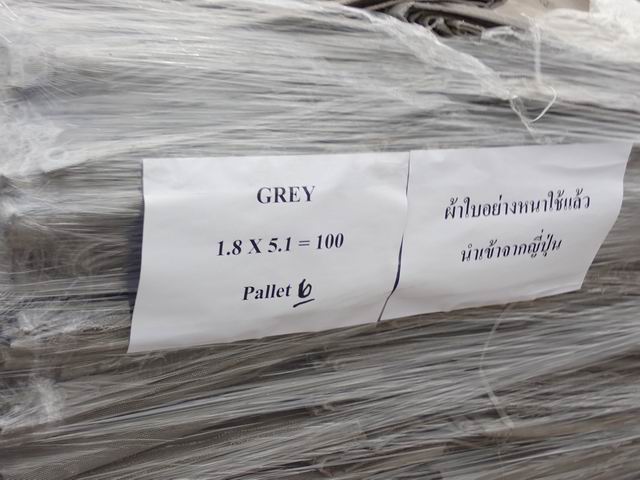 GREY
1.8 X 5.1 = 100
Pallet 6
ผ้าใบอย่างหนาใช้แล้ว
นำเข้าจากญี่ปุ่น